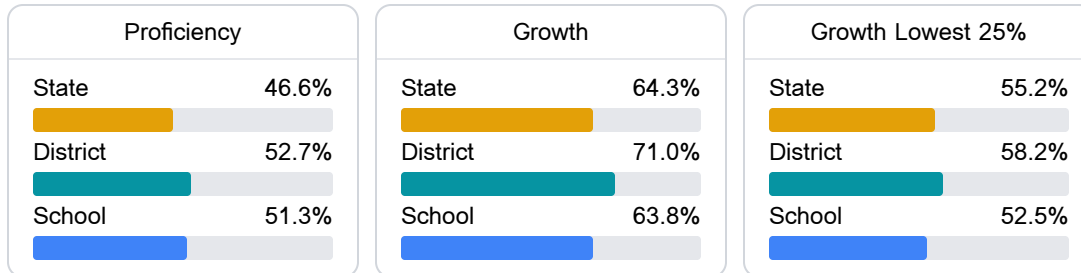 Proficiency
State 46.6%
District 52.7%
School 51.3%
Growth
State 64.3%
District 71.0%
School 63.8%
Growth Lowest 25%
State 55.2%
District 58.2%
School 52.5%